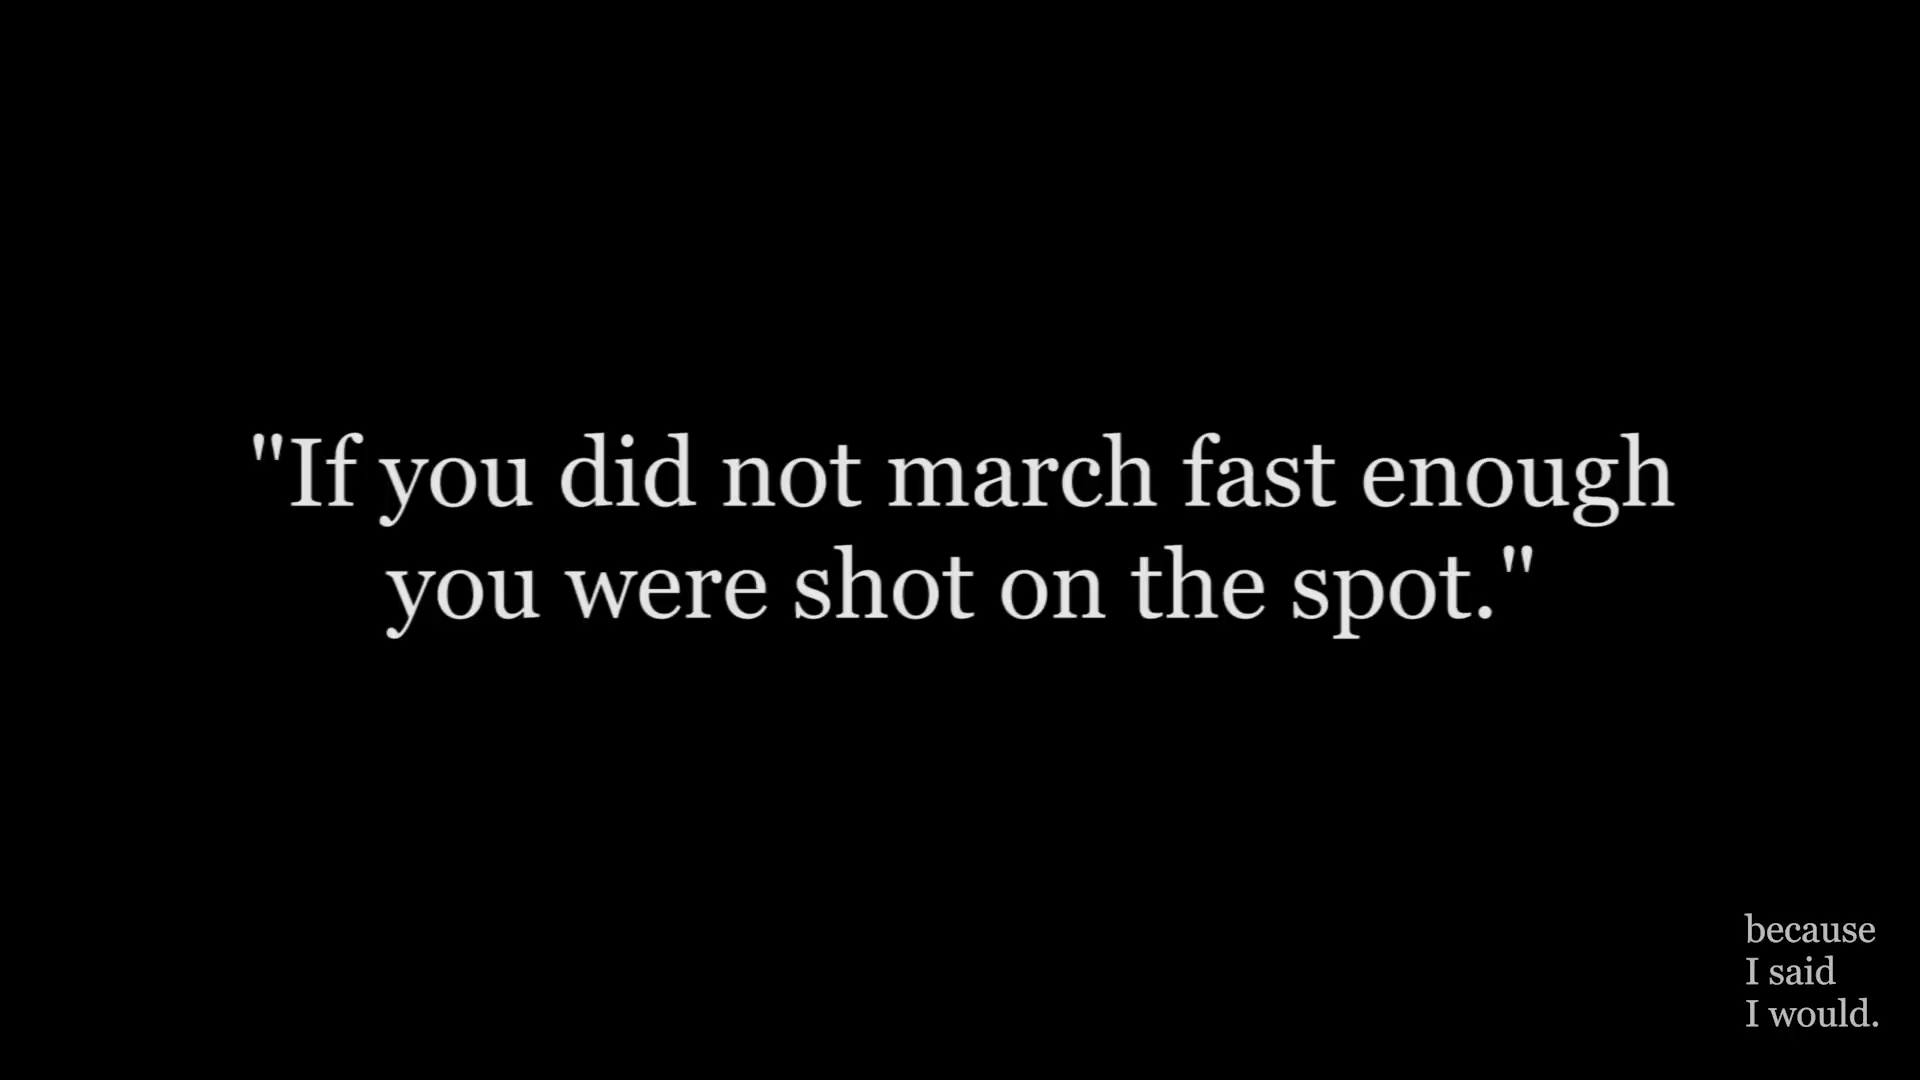 "If you did not march fast enough
you were shot on the spot."
because
I said
I would.